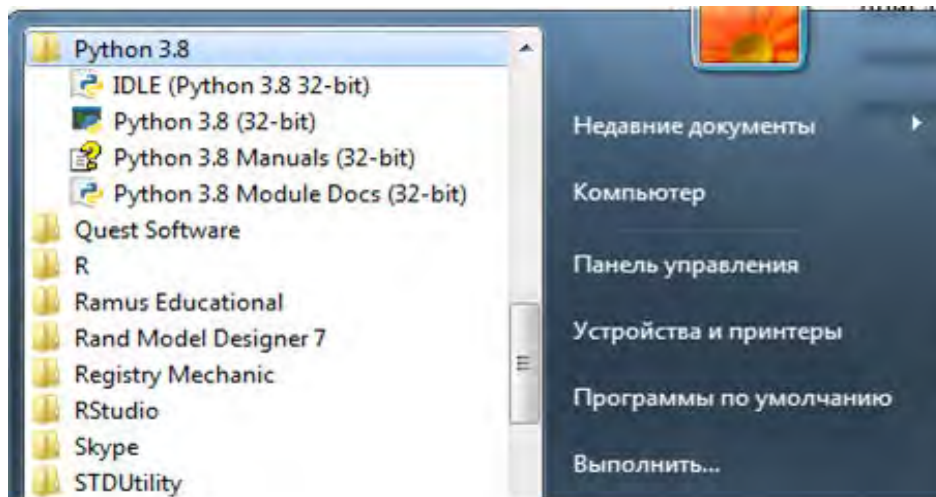 Python 3.8
IDLE (Python 3.8 32-bit)
Python 3.8 (32-bit)
Python 3.8 Manuals (32-bit)
Python 3.8 Module Docs (32-bit)
Quest Software
R
Ramus Educational
Rand Model Designer 7
Registry Mechanic
RStudio
Skype
STDUtility
Недавние документы
Компьютер
Панель управления
Устройства и принтеры
Программы по умолчанию
Выполнить...